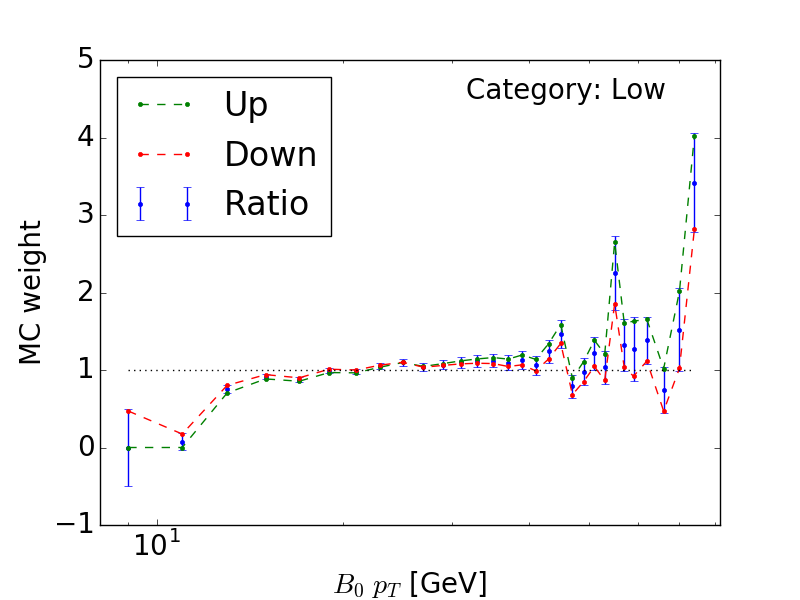 Category: Low
Up
Down
Ratio
MC weight
5
4
3
2
1
0
−1
10¹
B₀ p_T [GeV]